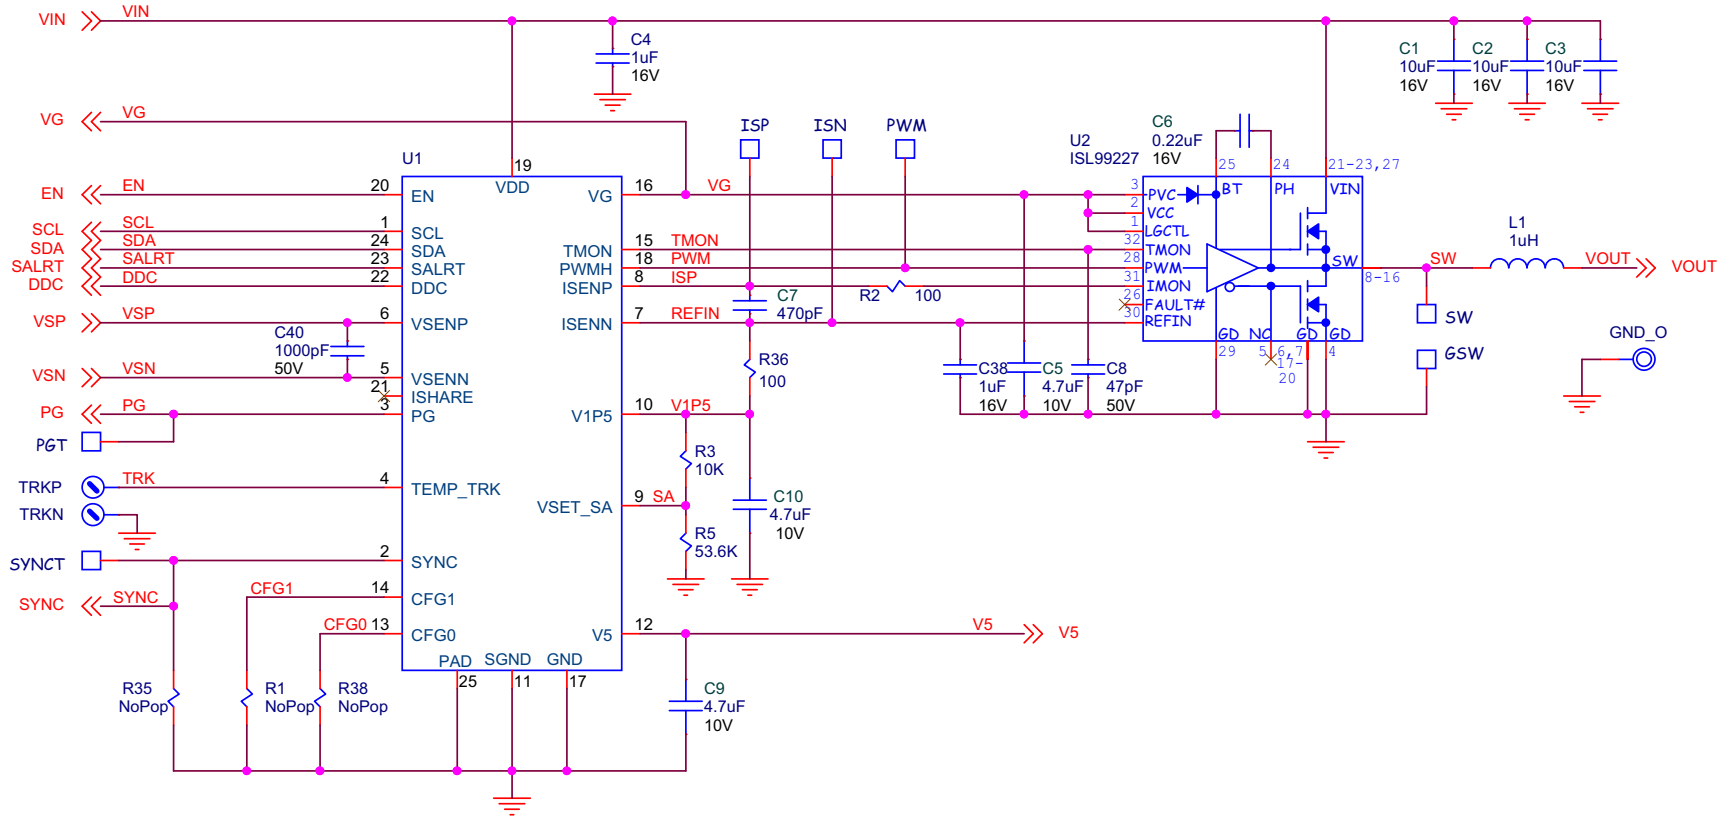 VIN VIN
C4
1uF
16V
C1
10uF
16V
C2
10uF
16V
C3
10uF
16V
VG VG
ISP ISN PWM
C6
0.22uF
16V
U2
ISL99227
U1
19
VDD
25 24 21-23,27
BT PH VIN
EN EN 20 EN
16 VG VG
3 PVC
2 VCC
1 LGCTL
SCL SCL 1 SCL
SDA SDA 24 SDA
15 TMON TMON
32 TMON
SALRT SALRT 23 SALRT
18 PWMH PWM
28 PWM
DDC DDC 22 DDC
8 ISENP ISP
R2 100
31 IMON
26 FAULT#
SW
8-16
SW
L1
1uH
VOUT VOUT
C7
470pF
VSP VSP 6 VSENP
7 ISENN REFIN
30 REFIN
GD NC GD GD
29 5 6,7 4
17-
20
SW
GSW
GND_O
C40
1000pF
50V
R36
100
C38
1uF
16V
C5
4.7uF
10V
C8
47pF
50V
VSN VSN 5 VSENN
21 ISHARE
PG PG 3 PG
10 V1P5 V1P5
PGT
R3
10K
TRKP TRK 4 TEMP_TRK
TRKN
9 VSET_SA SA
C10
4.7uF
10V
R5
53.6K
SYNCT 2 SYNC
CFG1 14 CFG1
SYNC SYNC
CFG0 13 CFG0
12 V5 V5 V5
PAD SGND GND
25 11 17
R35
NoPop
R1
NoPop
R38
NoPop
C9
4.7uF
10V